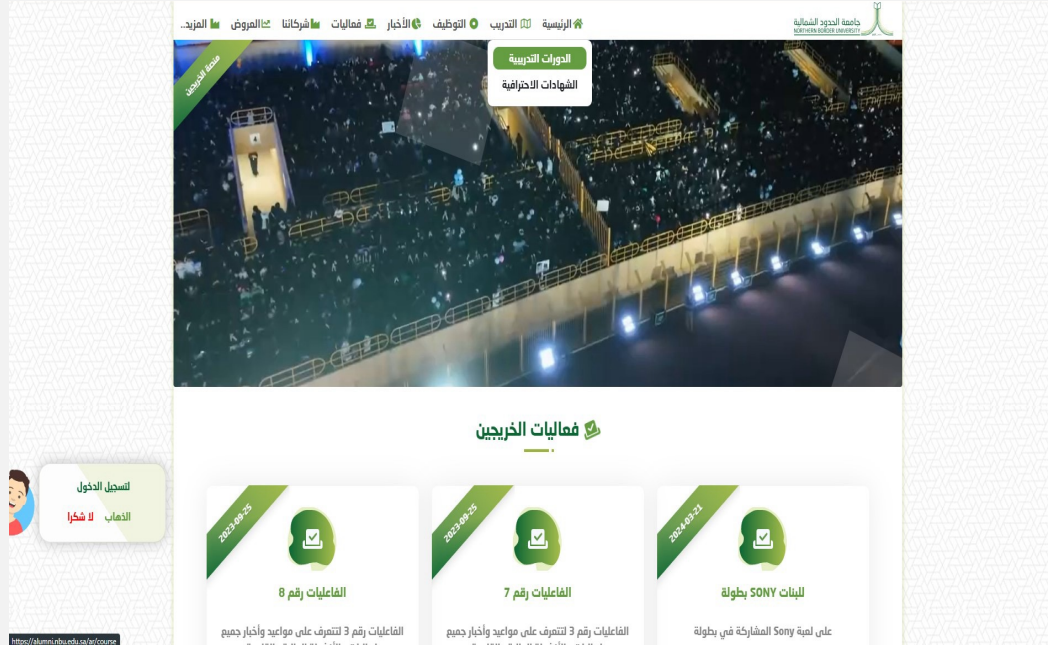 جامعة الحدود الشمالية
NORTHERN BORDER UNIVERSITY
الرئيسية
التدريب
التوظيف
الأخبار
فعاليات
شركائنا
العروض
المزيد..
الدورات التدريبية
الشهادات الاحترافية
منصة الخريجين
فعاليات الخريجين
لتسجيل الدخول
الذهاب
لا شكرا
2024-03-21
للبنات SONY بطولة
على لعبة Sony المشاركة في بطولة
2023-09-25
الفاعليات رقم 7
الفاعليات رقم 3 لتتعرف على مواعيد وأخبار جميع
2023-09-25
الفاعليات رقم 8
الفاعليات رقم 3 لتتعرف على مواعيد وأخبار جميع
https://alumni.nbu.edu.sa/ar/course